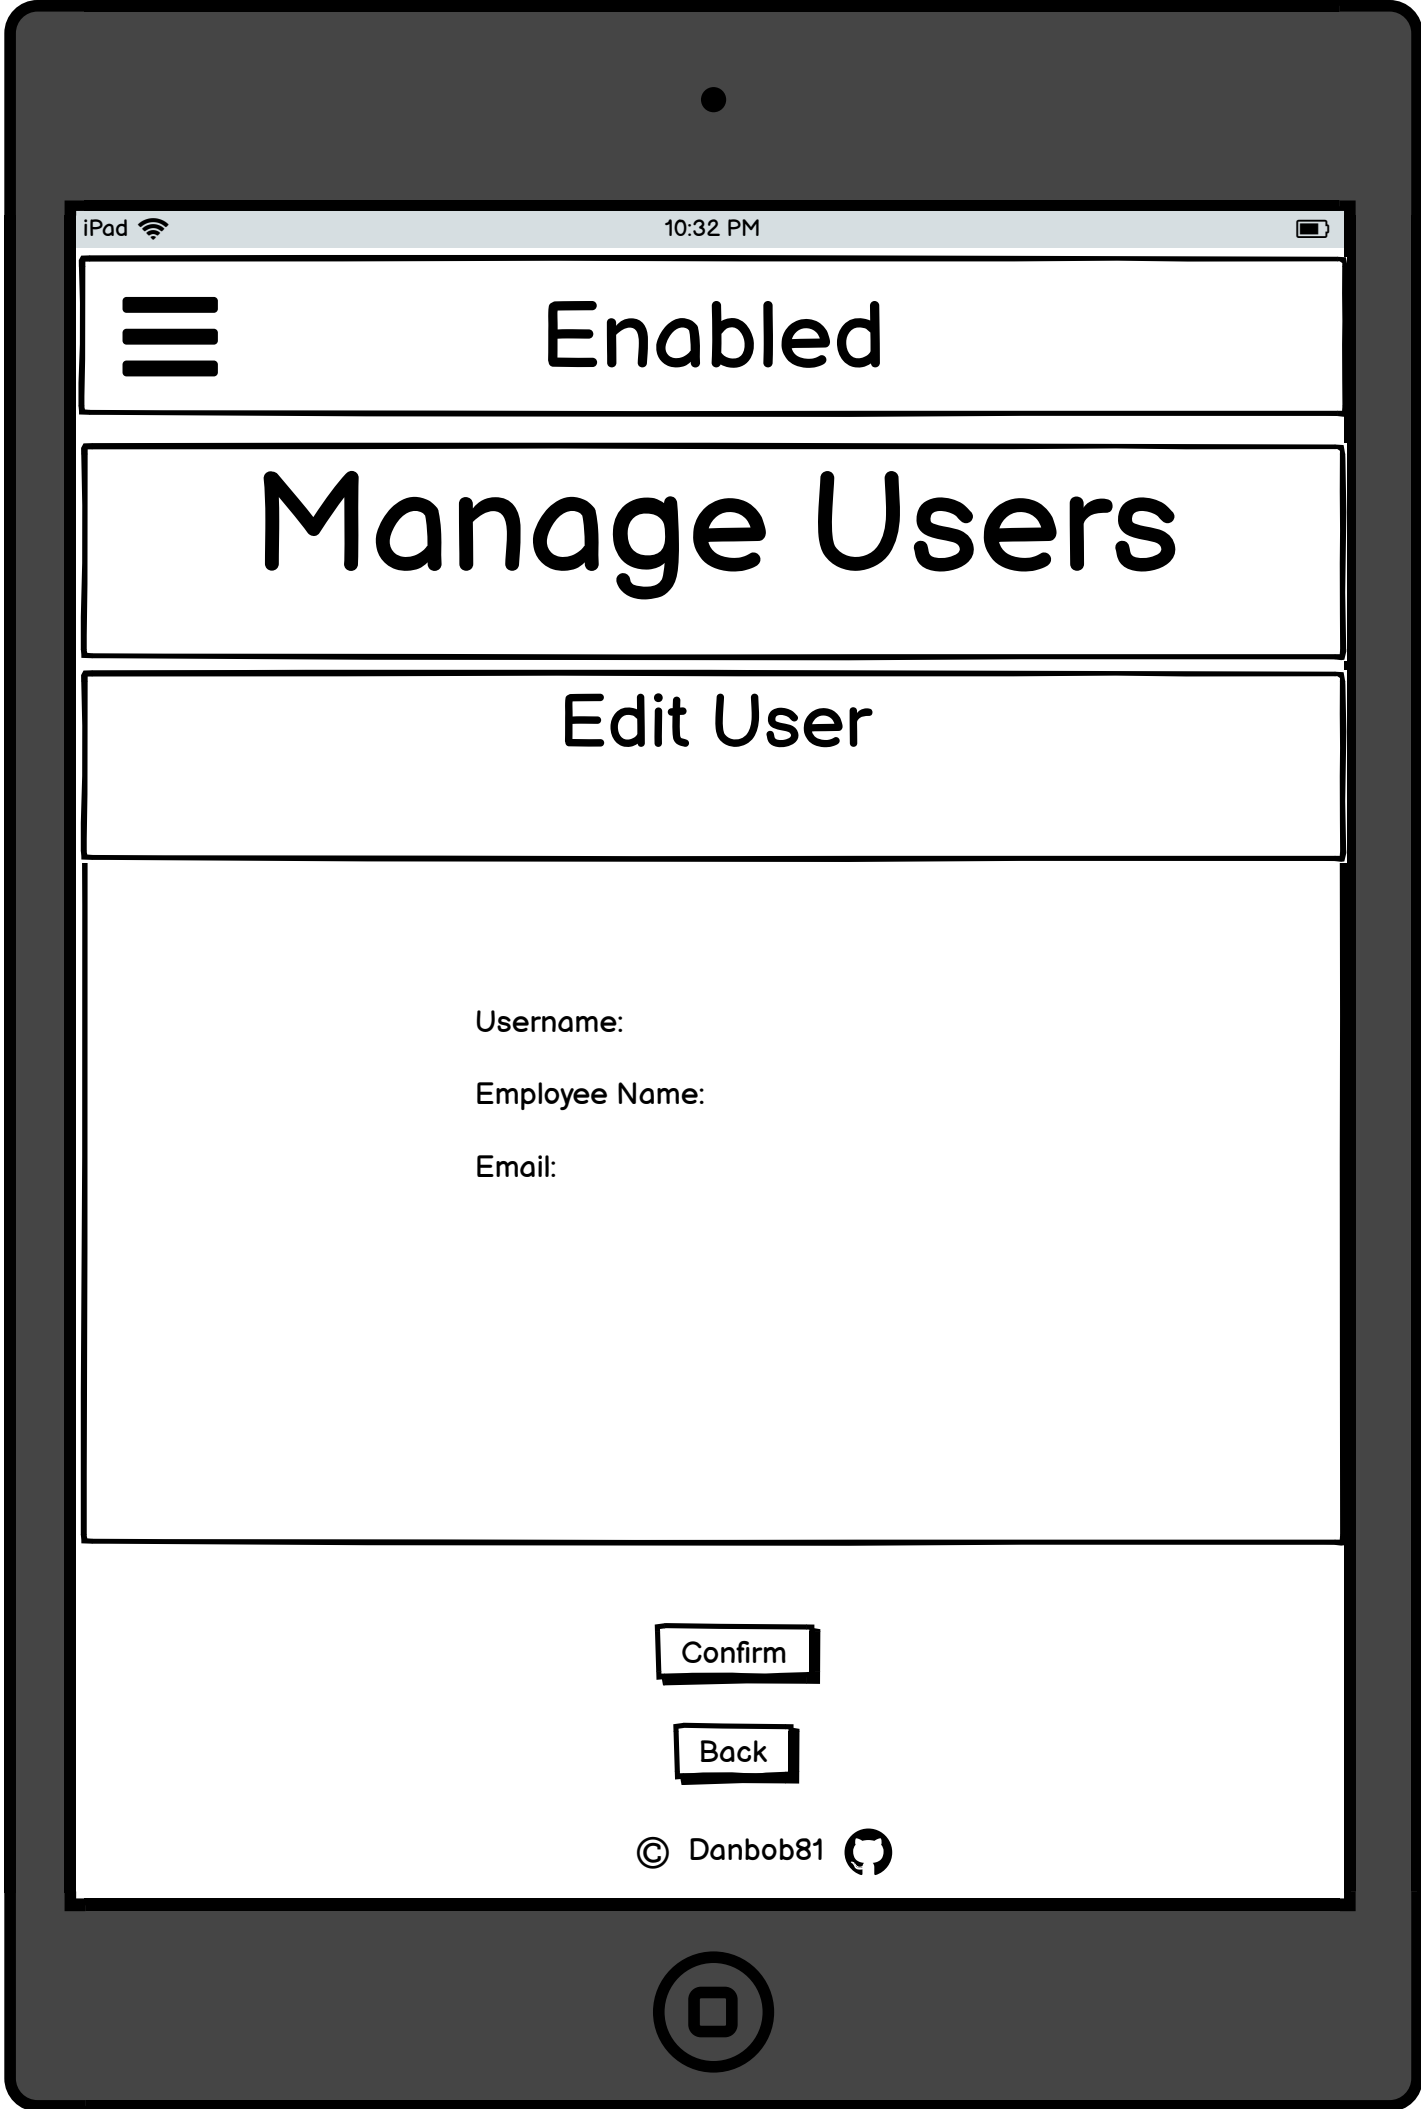 iPad 10:32 PM
Enabled
Manage Users
Edit User
Username:
Employee Name:
Email:
Confirm
Back
© Danbob81